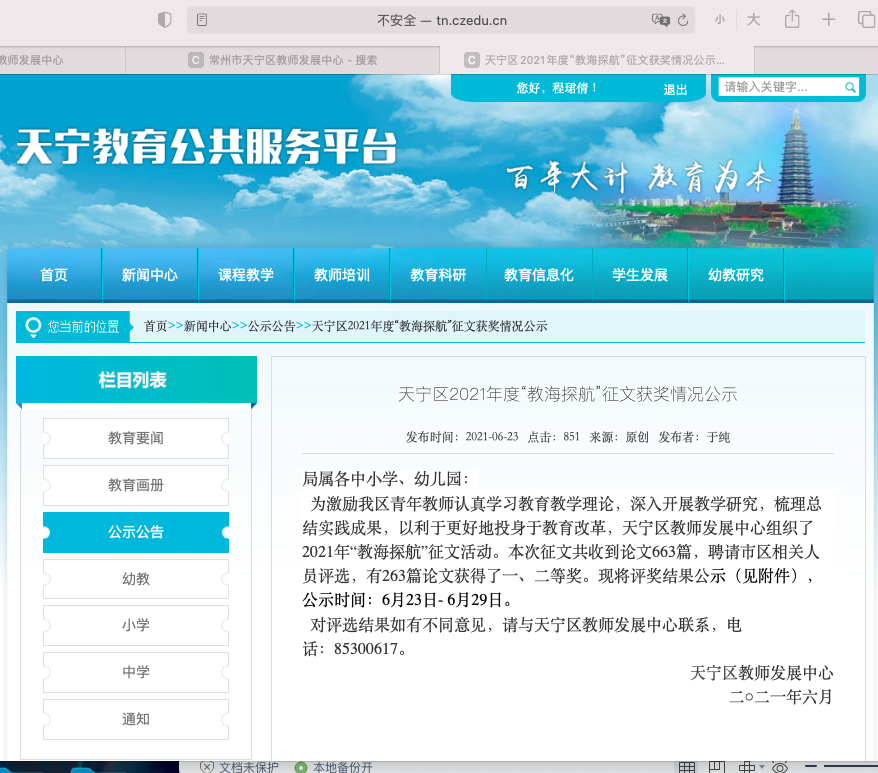 不安全 — tn.czedu.cn
小 大
教师发展中心
C 常州市天宁区教师发展中心 - 搜索
C 天宁区2021年度“教海探航”征文获奖情况公示...
您好，程珺倩！ 退出
请输入关键字...
天宁教育公共服务平台
百年大计 教育为本
首页 新闻中心 课程教学 教师培训 教育科研 教育信息化 学生发展 幼教研究
您当前的位置 首页>>新闻中心>>公示公告>>天宁区2021年度“教海探航”征文获奖情况公示
栏目列表
教育要闻
教育画册
公示公告
幼教
小学
中学
通知
天宁区2021年度“教海探航”征文获奖情况公示
发布时间：2021-06-23 点击：851 来源：原创 发布者：于纯
局属各中小学、幼儿园：
为激励我区青年教师认真学习教育教学理论，深入开展教学研究，梳理总
结实践成果，以利于更好地投身于教育改革，天宁区教师发展中心组织了
2021年“教海探航”征文活动。本次征文共收到论文663篇，聘请市区相关人
员评选，有263篇论文获得了一、二等奖。现将评奖结果公示（见附件），
公示时间：6月23日- 6月29日。
对评选结果如有不同意见，请与天宁区教师发展中心联系，电
话：85300617。
天宁区教师发展中心
二○二一年六月
文档未保护 本地备份开